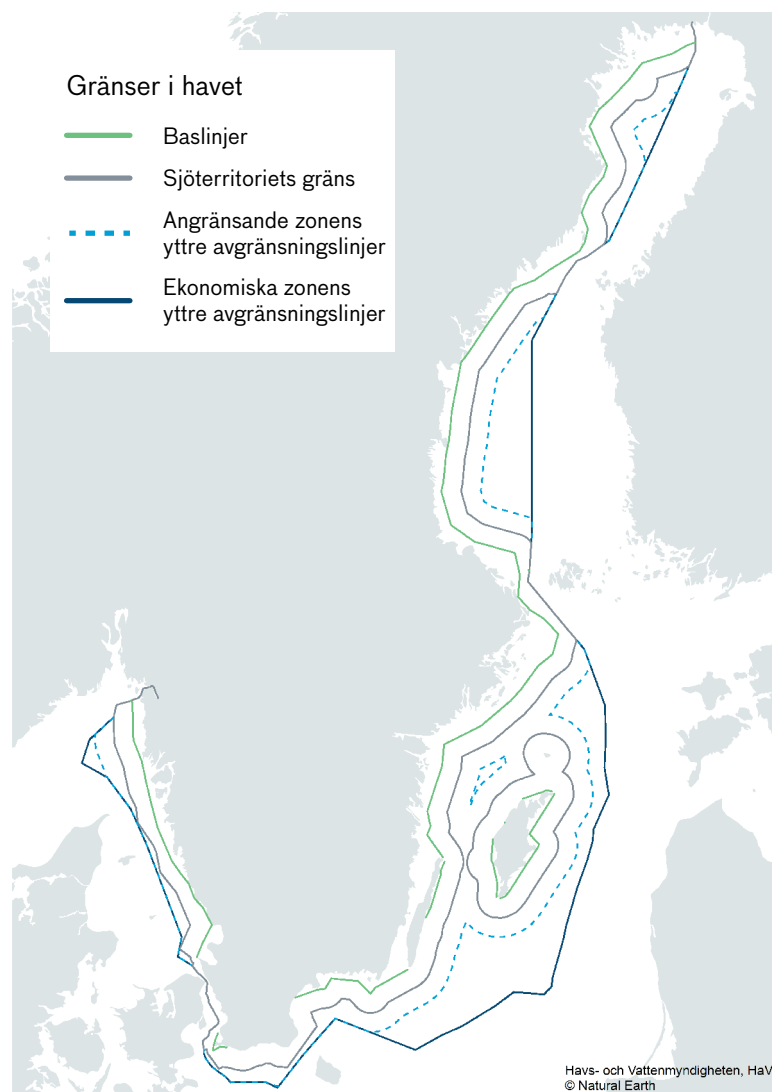 Gränser i havet
Baslinjer
Sjöterritoriets gräns
Angränsande zonens
yttre avgränsningslinjer
Ekonomiska zonens
yttre avgränsningslinjer
Havs- och Vattenmyndigheten, HaV
© Natural Earth